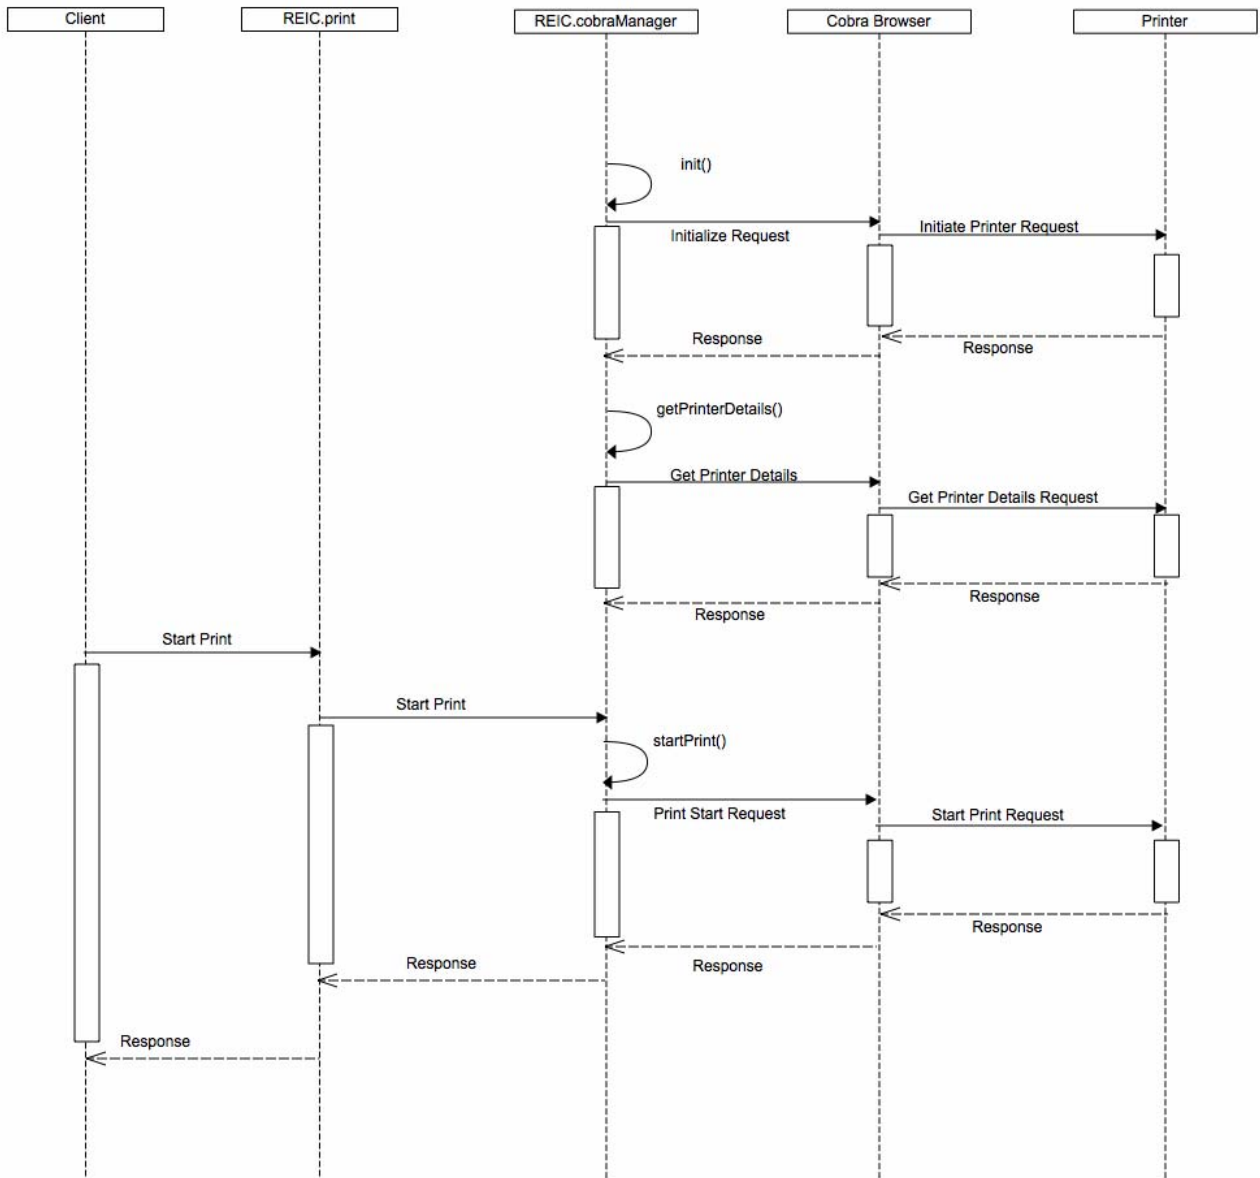 Client
REIC.print
REIC.cobraManager
Cobra Browser
Printer
init()
Initialize Request
Initiate Printer Request
Response
Response
getPrinterDetails()
Get Printer Details
Get Printer Details Request
Response
Response
Start Print
Start Print
startPrint()
Print Start Request
Start Print Request
Response
Response
Response
Response